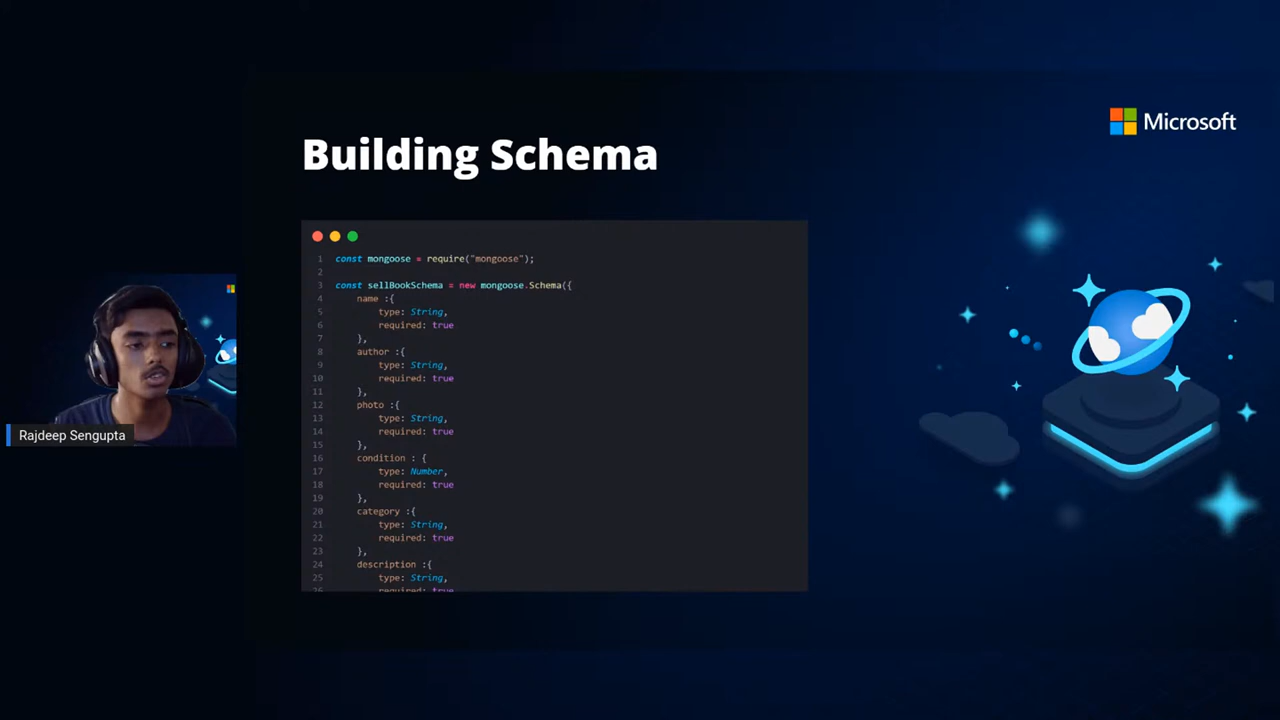 Microsoft
Building Schema
1 const mongoose = require("mongoose");
2
3 const sellBookSchema = new mongoose.Schema({
4 name :{
5 type: String,
6 required: true
7 },
8 author :{
9 type: String,
10 required: true
11 },
12 photo :{
13 type: String,
14 required: true
15 },
16 condition : {
17 type: Number,
18 required: true
19 },
20 category :{
21 type: String,
22 required: true
23 },
24 description :{
25 type: String,
26 required: true
Rajdeep Sengupta